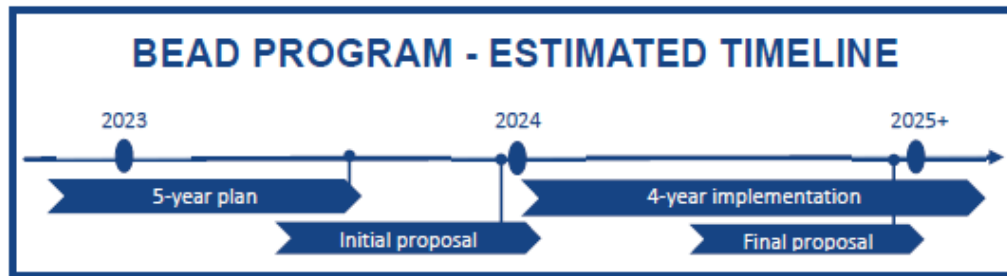 BEAD PROGRAM - ESTIMATED TIMELINE
2023 2024 2025+
5-year plan 4-year implementation
Initial proposal Final proposal